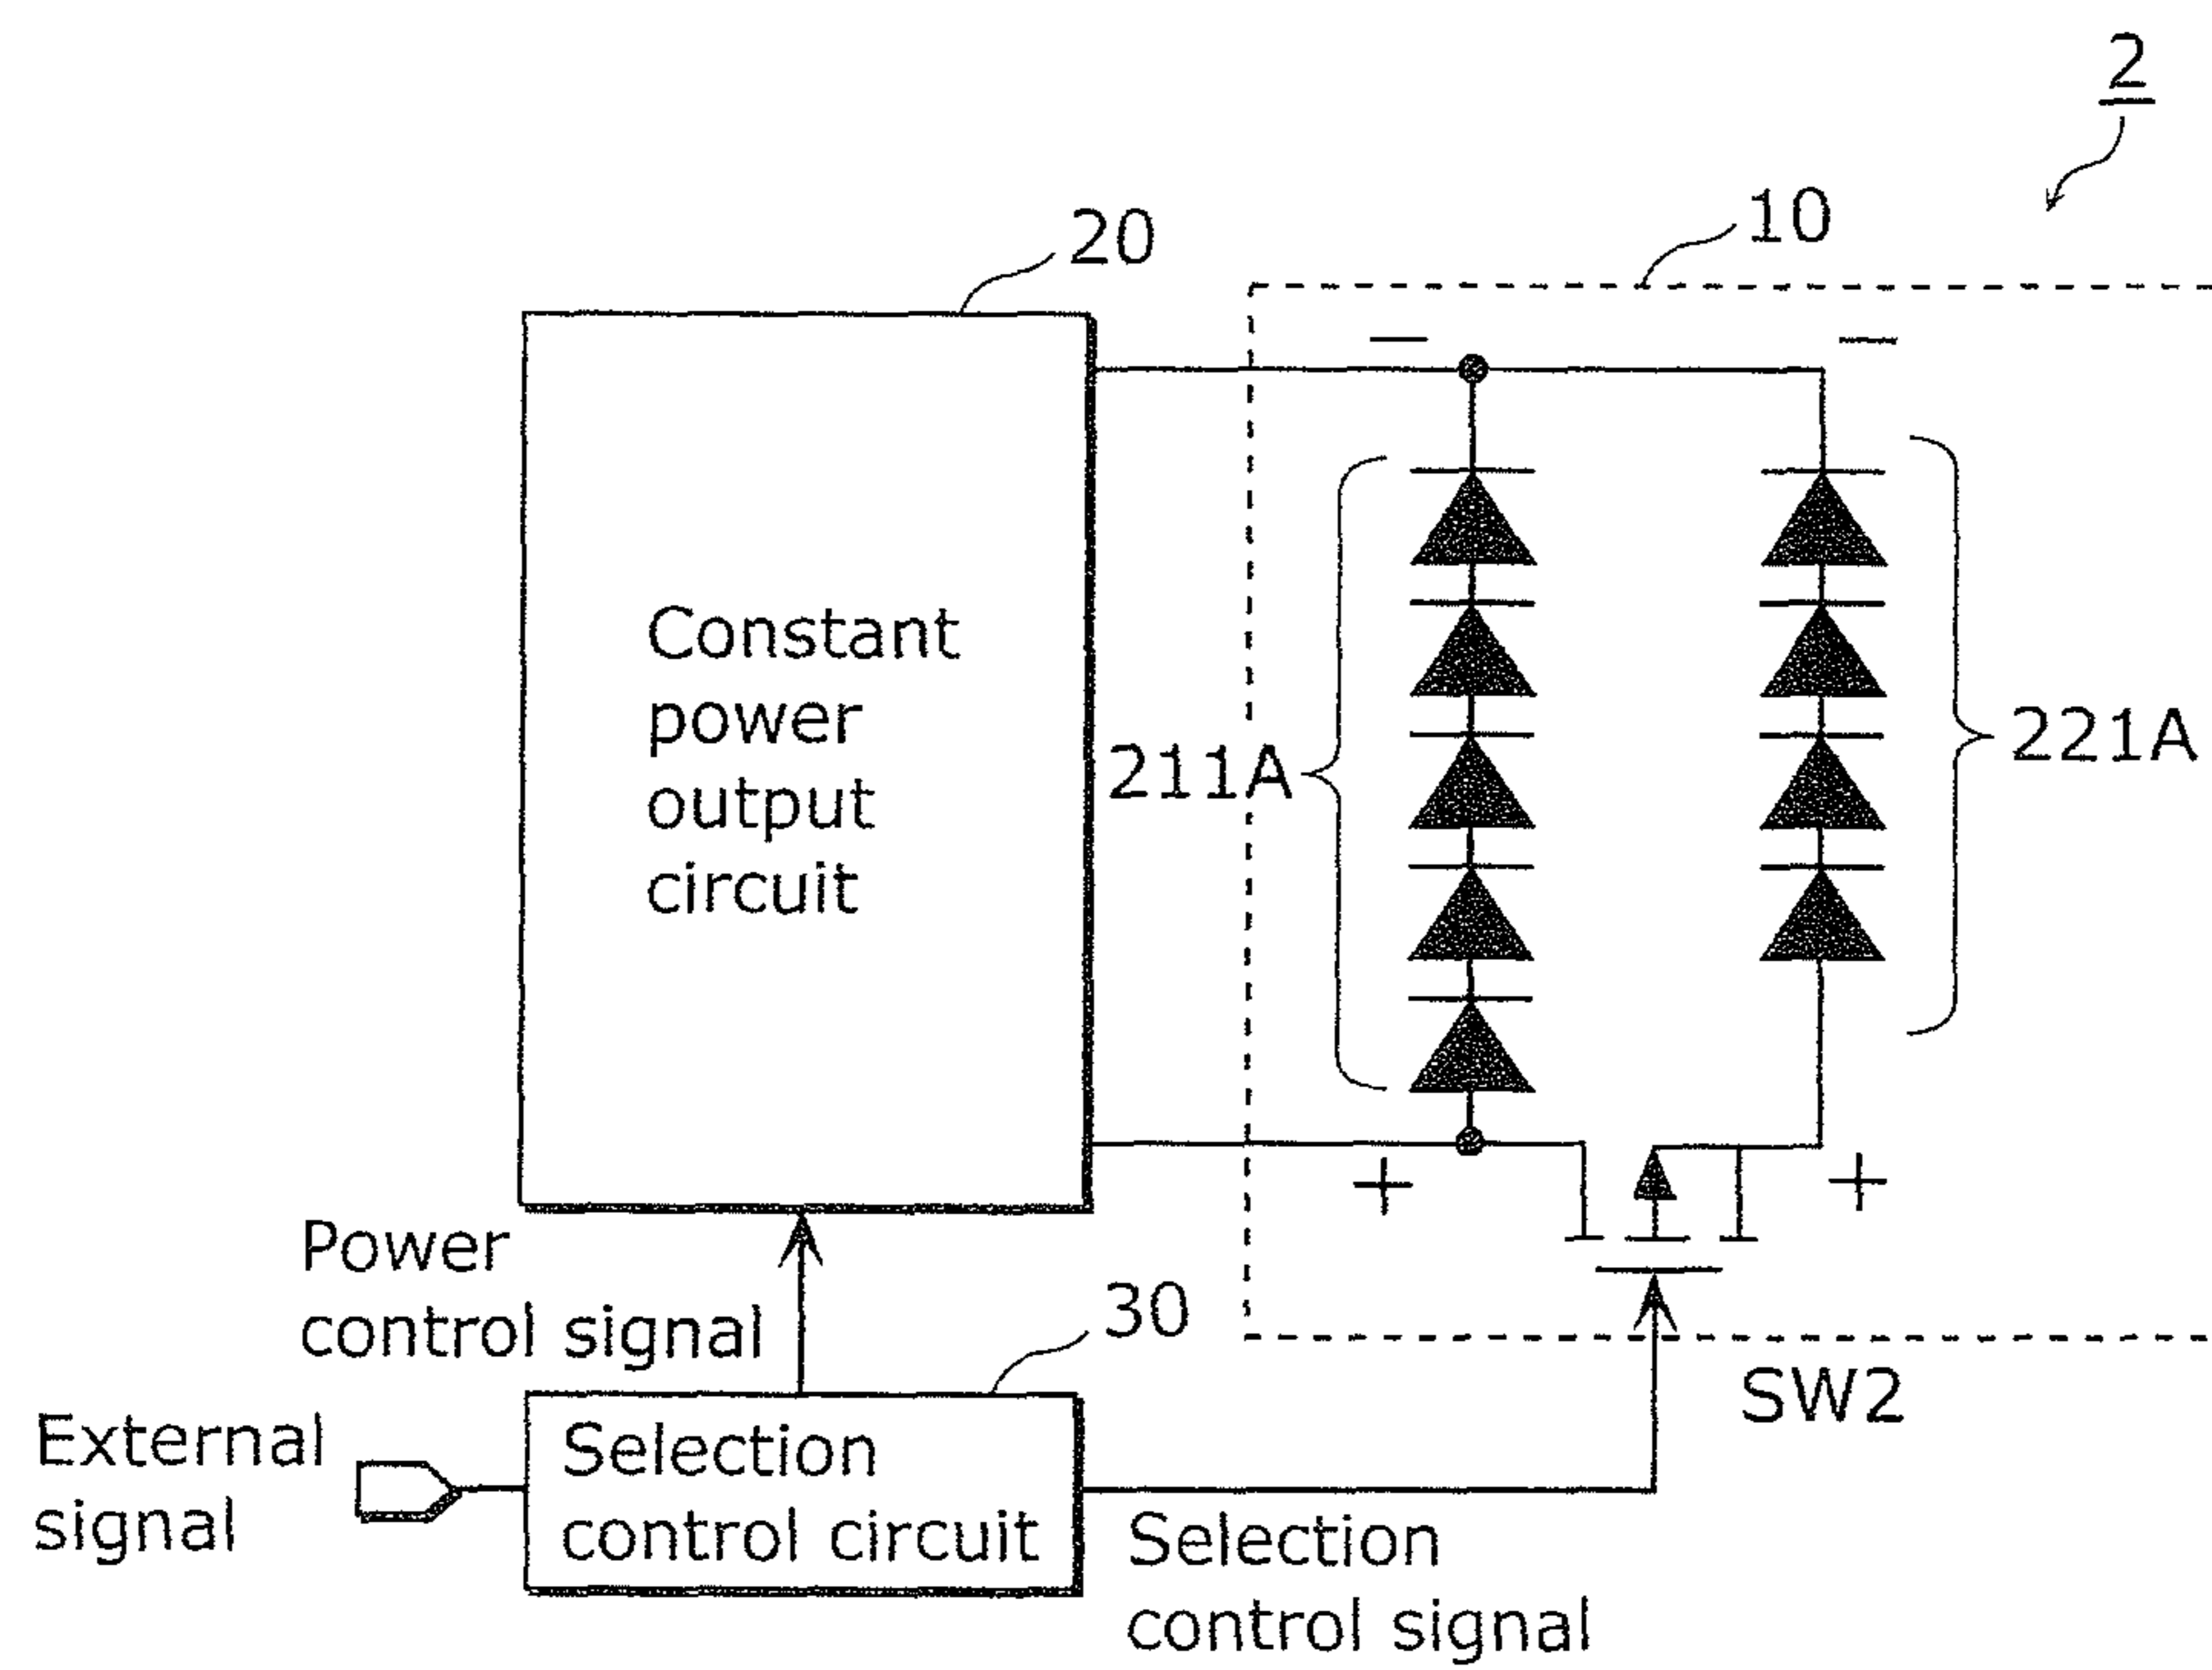 2
10
20
−
−
Constant
power
output
circuit
211A
221A
+
+
Power
control signal
30
SW2
External
signal
Selection
control circuit
Selection
control signal